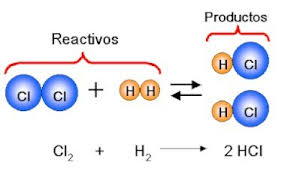 Productos
Reactivos
Cl Cl + H H ⇌ H Cl
H Cl
Cl₂ + H₂ ⟶ 2 HCl